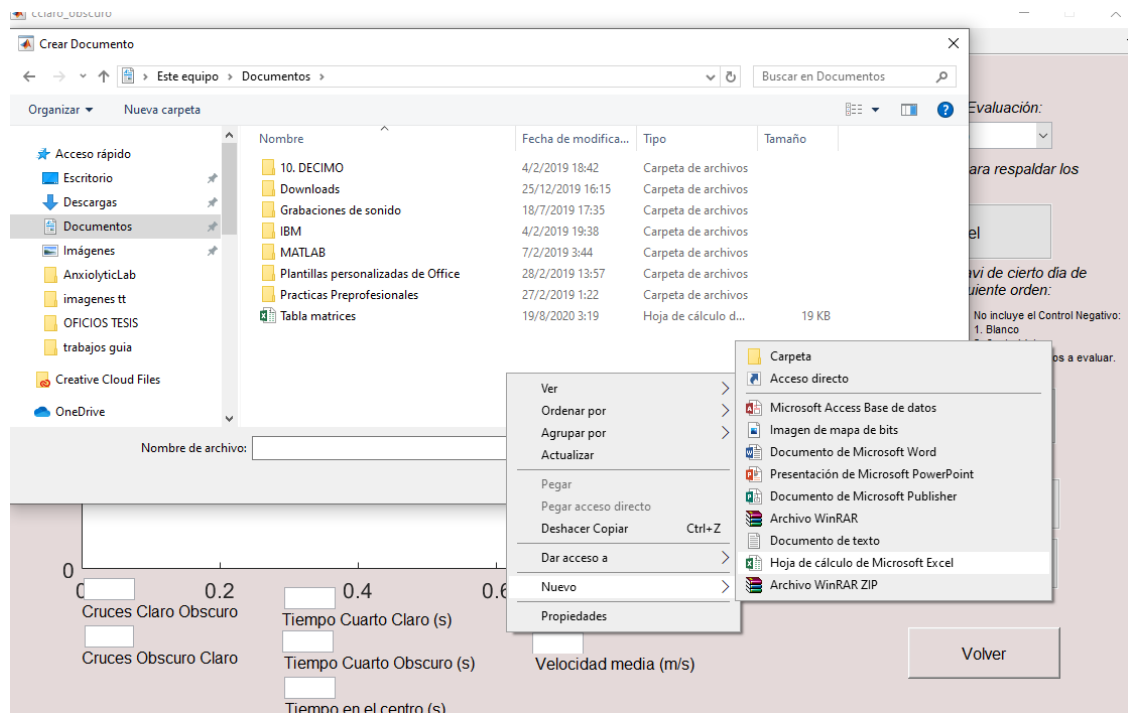 cclaro_obscuro
Crear Documento
Este equipo > Documentos >
Buscar en Documentos
Organizar
Nueva carpeta
Acceso rápido
Escritorio
Descargas
Documentos
Imágenes
AnxiolyticLab
imagenes tt
OFICIOS TESIS
trabajos guia
Creative Cloud Files
OneDrive
Nombre Fecha de modifica... Tipo Tamaño
10. DECIMO 4/2/2019 18:42 Carpeta de archivos
Downloads 25/12/2019 16:15 Carpeta de archivos
Grabaciones de sonido 18/7/2019 17:35 Carpeta de archivos
IBM 4/2/2019 19:38 Carpeta de archivos
MATLAB 7/2/2019 3:44 Carpeta de archivos
Plantillas personalizadas de Office 28/2/2019 13:57 Carpeta de archivos
Practicas Preprofesionales 27/2/2019 1:22 Carpeta de archivos
Tabla matrices 19/8/2020 3:19 Hoja de cálculo d... 19 KB
Nombre de archivo:
Ver
Ordenar por
Agrupar por
Actualizar
Pegar
Pegar acceso directo
Deshacer Copiar Ctrl+Z
Dar acceso a
Nuevo
Propiedades
Carpeta
Acceso directo
Microsoft Access Base de datos
Imagen de mapa de bits
Documento de Microsoft Word
Presentación de Microsoft PowerPoint
Documento de Microsoft Publisher
Archivo WinRAR
Documento de texto
Hoja de cálculo de Microsoft Excel
Archivo WinRAR ZIP
Evaluación:
ara respaldar los
el
avi de cierto día de
uiente orden:
No incluye el Control Negativo:
1. Blanco
os a evaluar.
0
0.2 0.4
Cruces Claro Obscuro
Cruces Obscuro Claro
Tiempo Cuarto Claro (s)
Tiempo Cuarto Obscuro (s)
Tiempo en el centro (s)
Velocidad media (m/s)
Volver